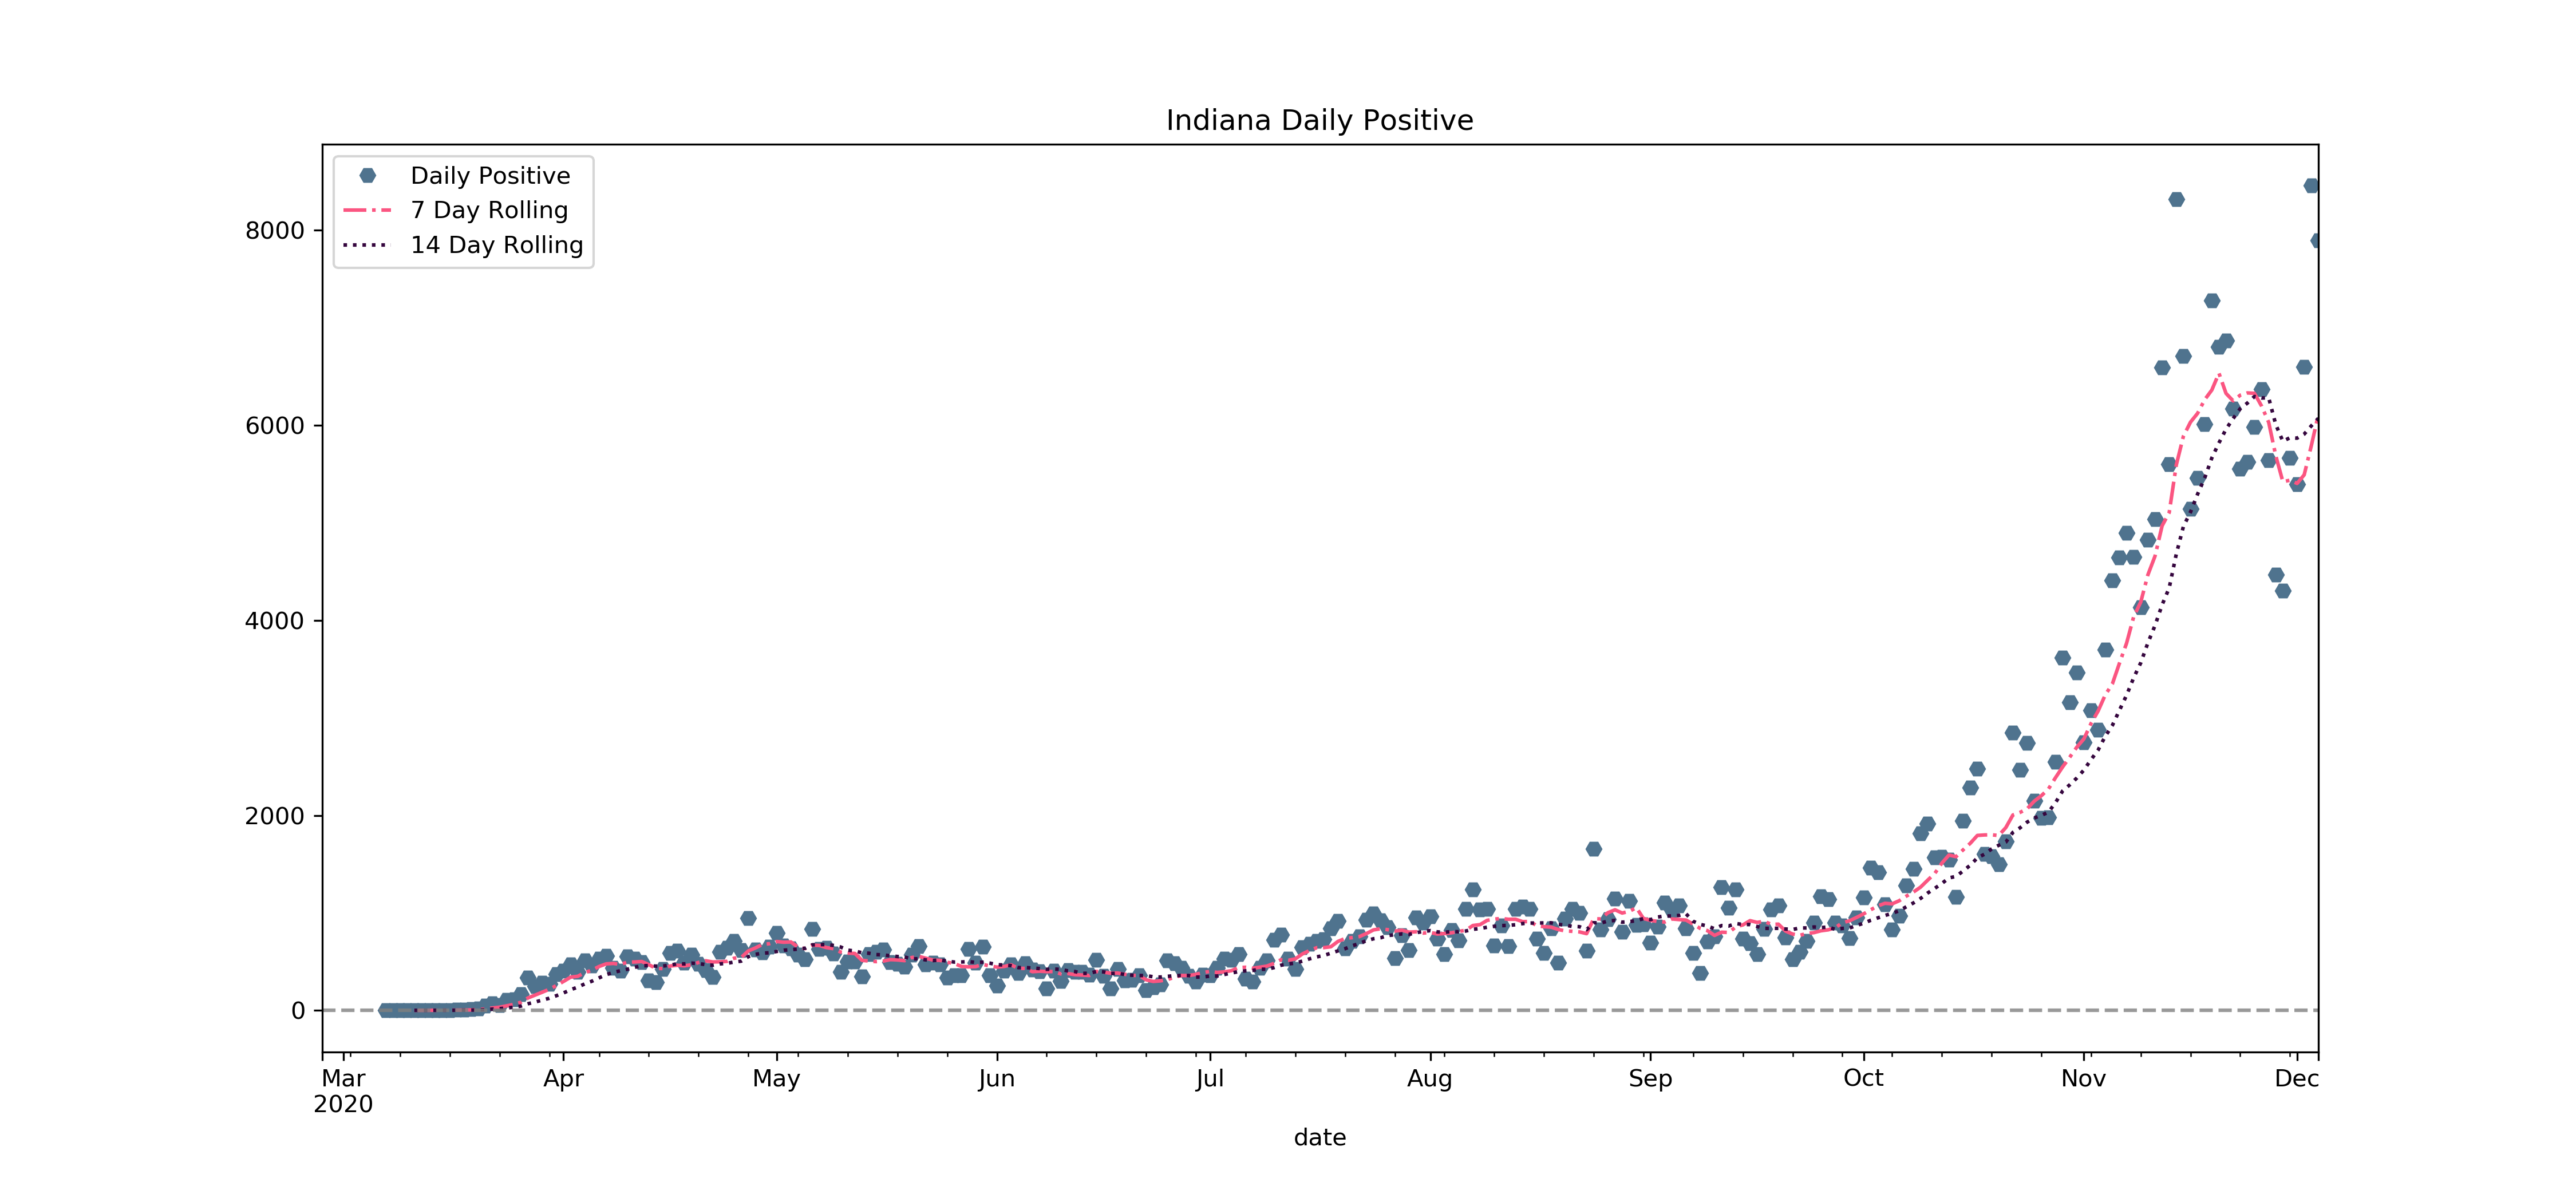 Indiana Daily Positive
Daily Positive
7 Day Rolling
14 Day Rolling
8000
6000
4000
2000
0
Mar Apr May Jun Jul Aug Sep Oct Nov Dec
2020
date